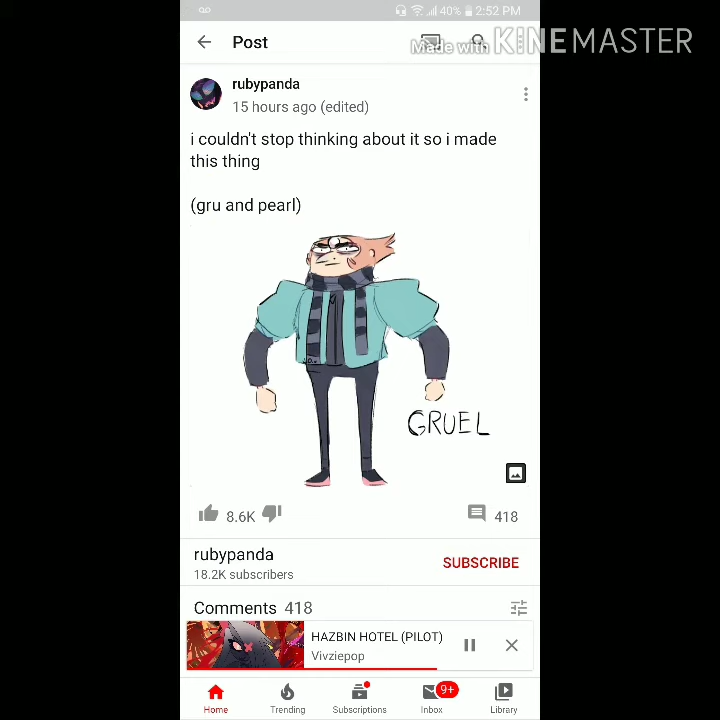 40% 2:52 PM
Post
Made with KINEMASTER
rubypanda
15 hours ago (edited)
i couldn't stop thinking about it so i made
this thing
(gru and pearl)
GRUEL
8.6K
418
rubypanda
SUBSCRIBE
18.2K subscribers
Comments 418
HAZBIN HOTEL (PILOT)
Vivziepop
9+
Home Trending Subscriptions Inbox Library